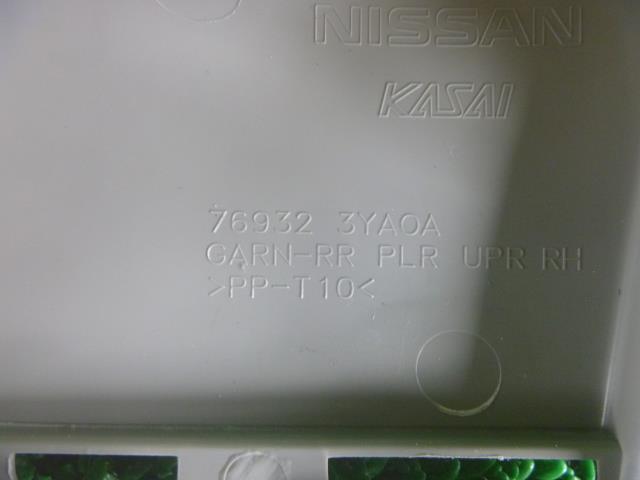 NISSAN
KASAI
76932 3YA0A
GARN-RR PLR UPR RH
>PP-T10<